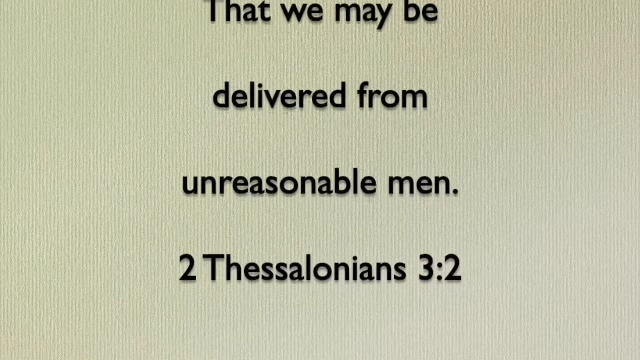 That we may be
delivered from
unreasonable men.
2 Thessalonians 3:2